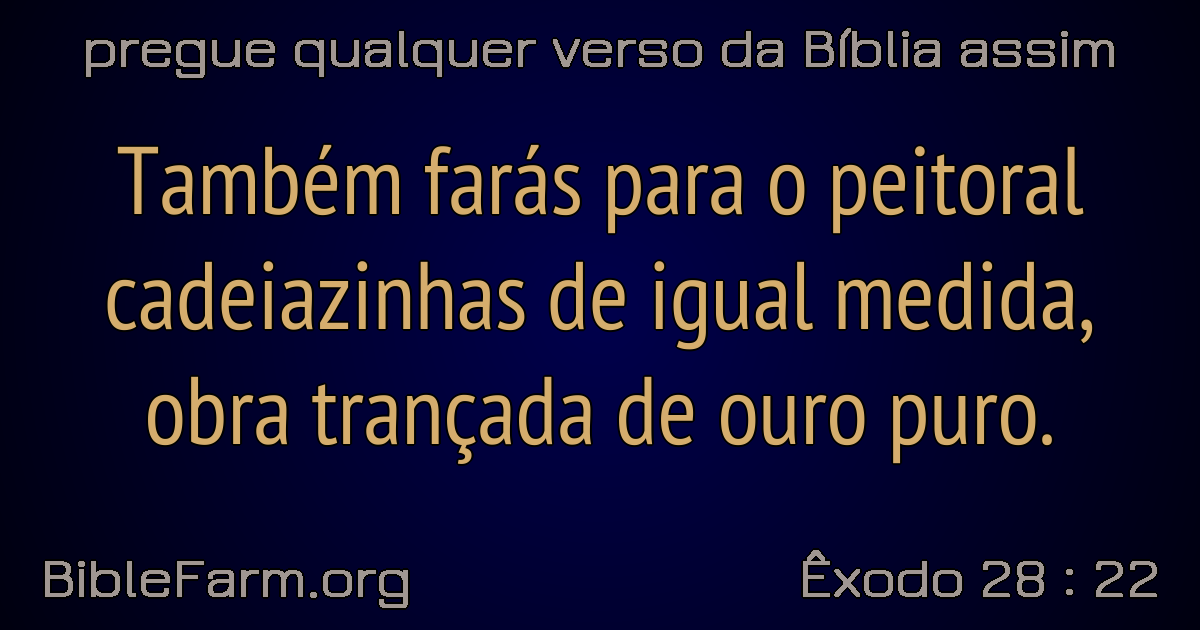 pregue qualquer verso da Bíblia assim
Também farás para o peitoral
cadeiazinhas de igual medida,
obra trançada de ouro puro.
BibleFarm.org
Êxodo 28 : 22